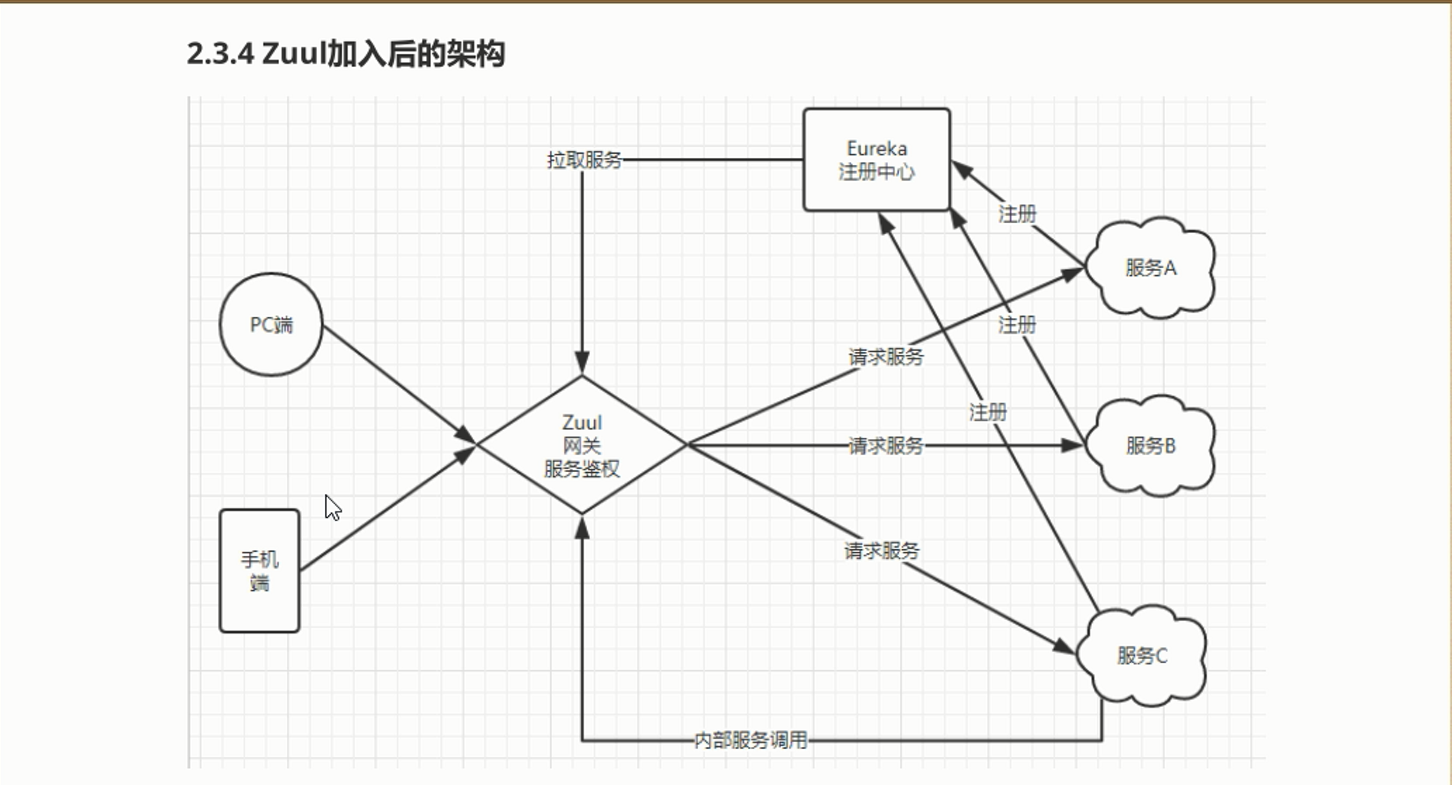 2.3.4 Zuul加入后的架构
Eureka
注册中心
拉取服务
注册
服务A
PC端
注册
请求服务
注册
Zuul
网关
服务鉴权
请求服务
服务B
请求服务
手机
端
服务C
内部服务调用